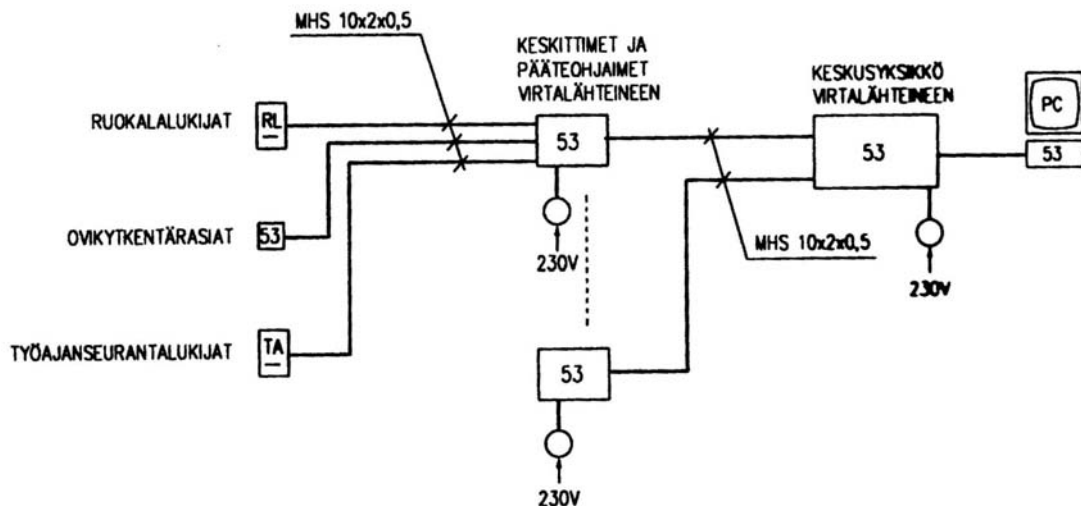 MHS 10x2x0,5
KESKITTIMET JA
PÄÄTEOHJAIMET
VIRTALÄHTEINEEN
KESKUSYKSIKKÖ
VIRTALÄHTEINEEN
PC
RUOKALALUKIJAT
RL
53
53
53
OVIKYTKENTÄRASIAT
53
230V
MHS 10x2x0,5
230V
TYÖAJANSEURANTALUKIJAT
TA
53
230V